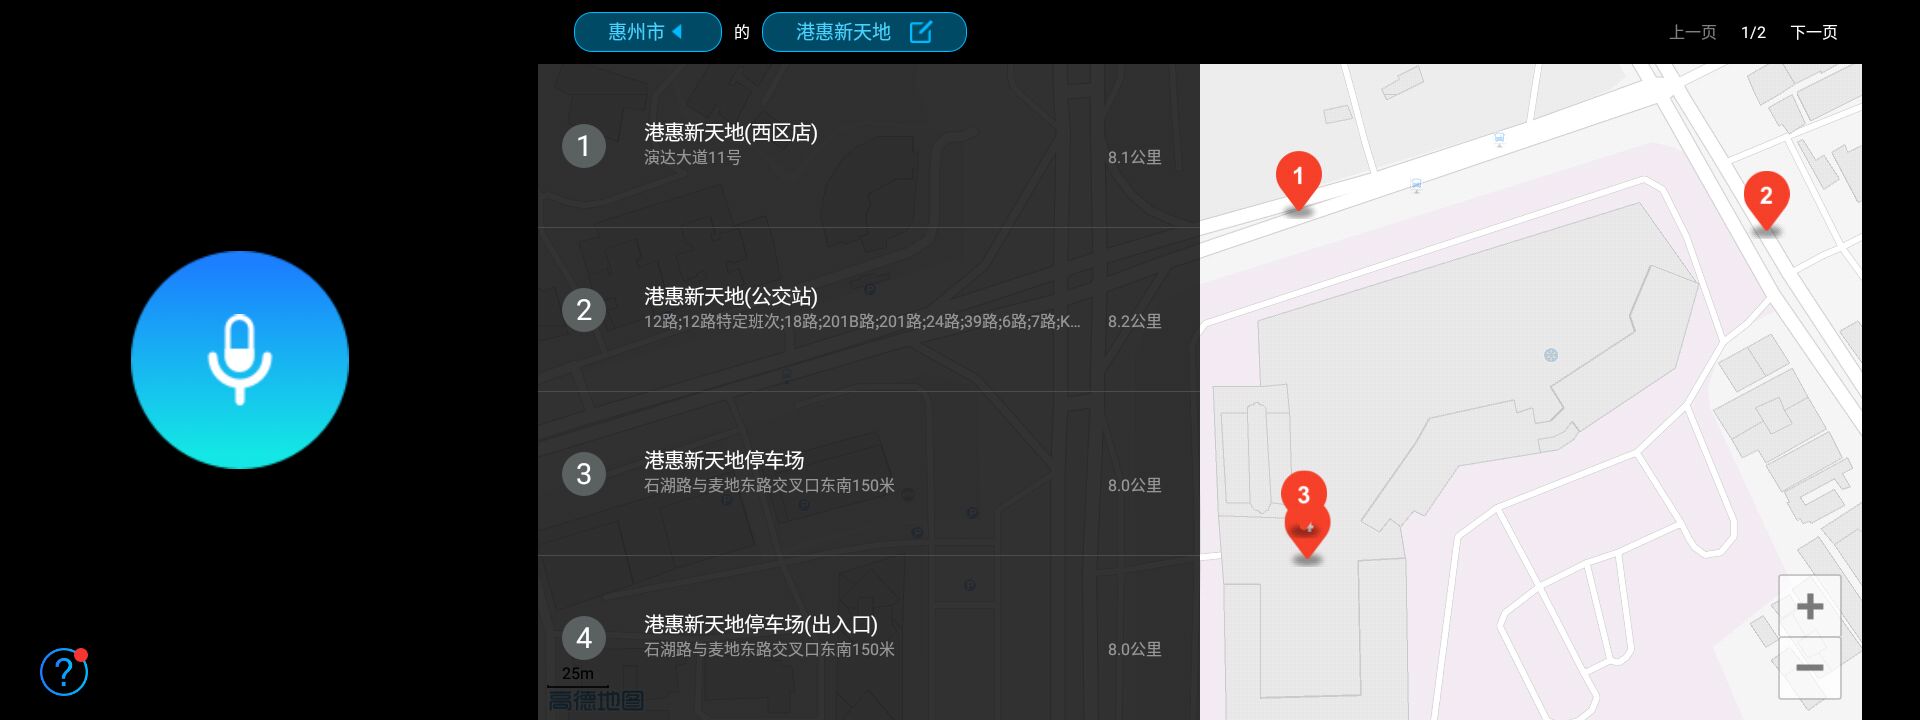 惠州市
的
港惠新天地
上一页
1/2
下一页
1
港惠新天地(西区店)
演达大道11号
8.1公里
2
港惠新天地(公交站)
12路;12路特定班次;18路;201B路;201路;24路;39路;6路;7路;K...
8.2公里
3
港惠新天地停车场
石湖路与麦地东路交叉口东南150米
8.0公里
4
港惠新天地停车场(出入口)
石湖路与麦地东路交叉口东南150米
8.0公里
25m
高德地图
1
2
3